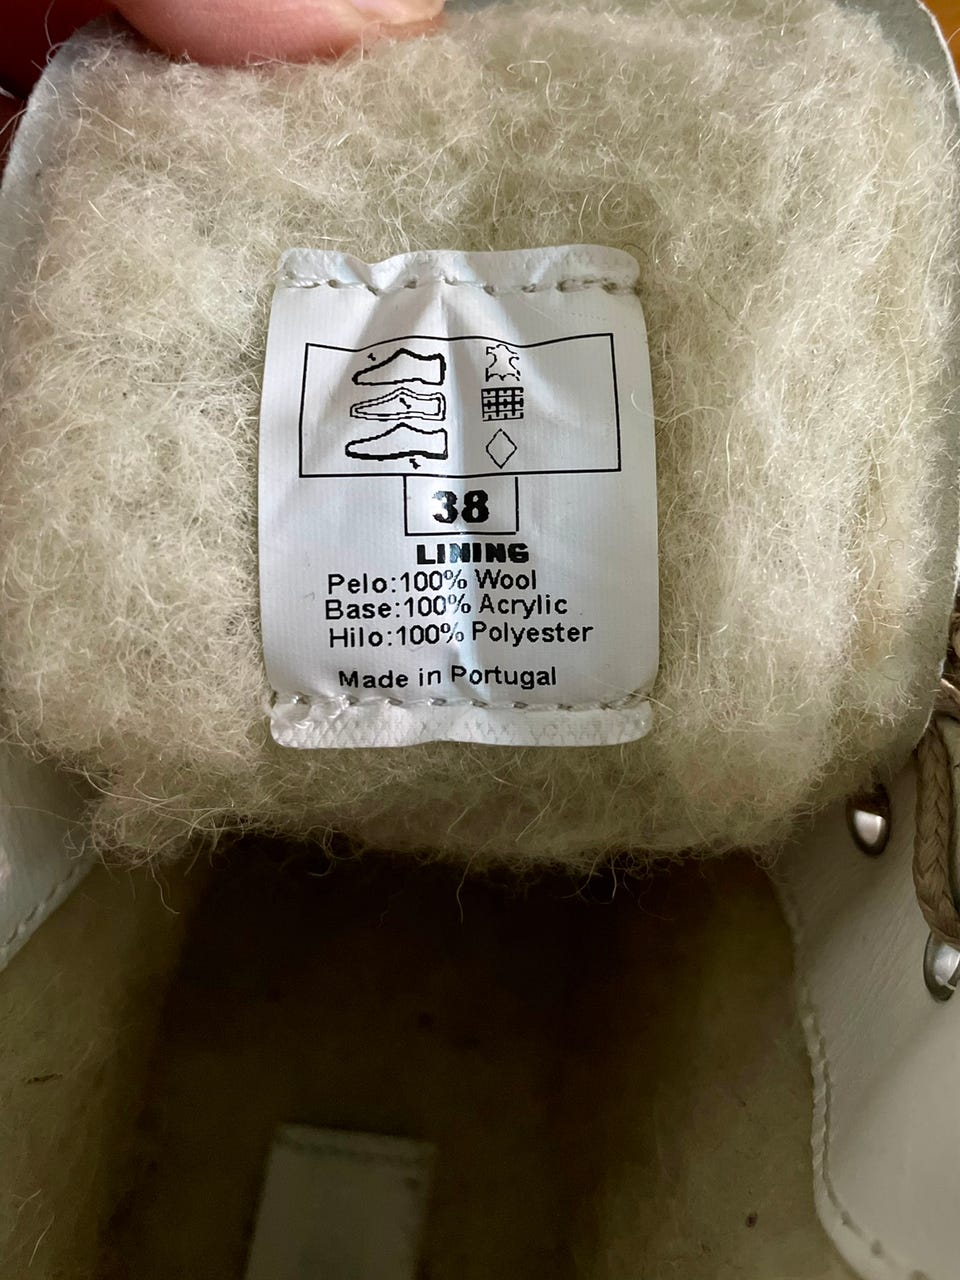 38
LINING
Pelo:100% Wool
Base:100% Acrylic
Hilo:100% Polyester
Made in Portugal